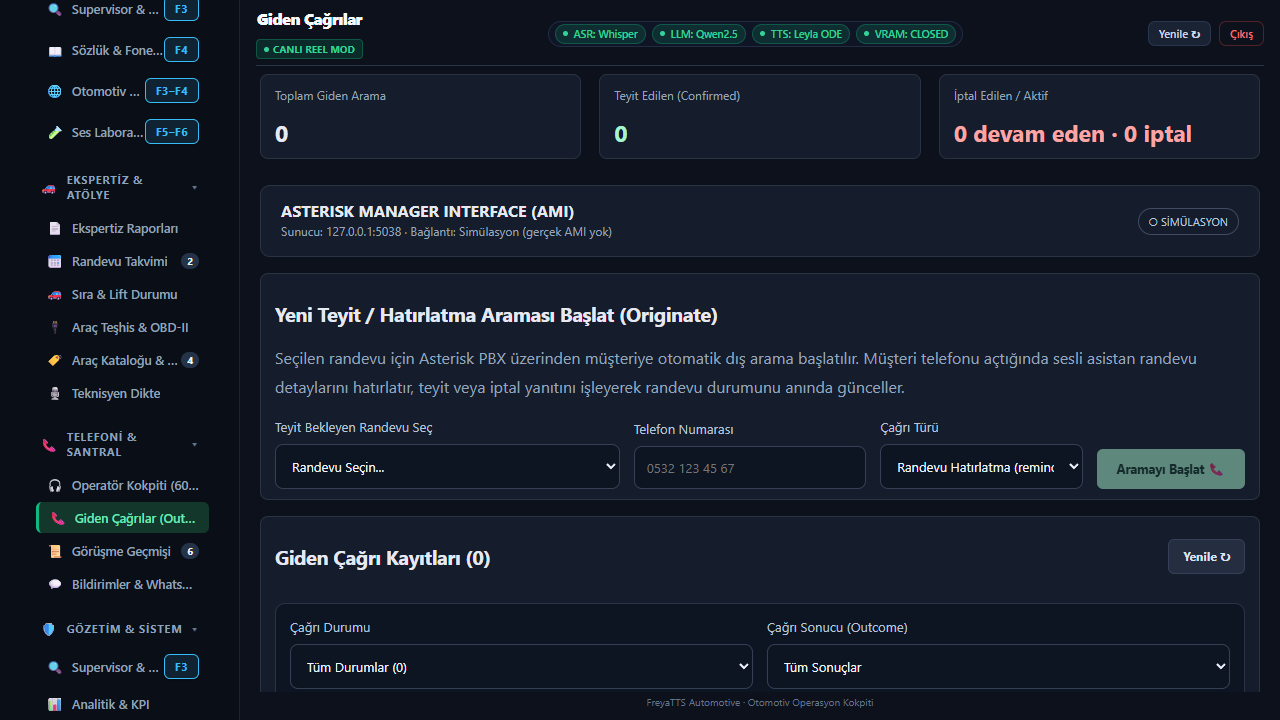 Supervisor & ... F3
Sözlük & Fone... F4
Otomotiv ... F3–F4
Ses Labora... F5–F6
EKSPERTİZ &
ATÖLYE
Ekspertiz Raporları
Randevu Takvimi 2
Sıra & Lift Durumu
Araç Teşhis & OBD-II
Araç Kataloğu & ... 4
Teknisyen Dikte
TELEFONİ &
SANTRAL
Operatör Kokpiti (60...
Giden Çağrılar (Out...
Görüşme Geçmişi 6
Bildirimler & Whats...
GÖZETİM & SİSTEM
Supervisor & ... F3
Analitik & KPI
Giden Çağrılar
CANLI REEL MOD
ASR: Whisper LLM: Qwen2.5 TTS: Leyla ODE VRAM: CLOSED
Yenile ↻ Çıkış
Toplam Giden Arama
0
Teyit Edilen (Confirmed)
0
İptal Edilen / Aktif
0 devam eden · 0 iptal
ASTERISK MANAGER INTERFACE (AMI)
Sunucu: 127.0.0.1:5038 · Bağlantı: Simülasyon (gerçek AMI yok)
○ SİMÜLASYON
Yeni Teyit / Hatırlatma Araması Başlat (Originate)
Seçilen randevu için Asterisk PBX üzerinden müşteriye otomatik dış arama başlatılır. Müşteri telefonu açtığında sesli asistan randevu
detaylarını hatırlatır, teyit veya iptal yanıtını işleyerek randevu durumunu anında günceller.
Teyit Bekleyen Randevu Seç
Randevu Seçin...
Telefon Numarası
0532 123 45 67
Çağrı Türü
Randevu Hatırlatma (reminc
Aramayı Başlat
Giden Çağrı Kayıtları (0)
Yenile ↻
Çağrı Durumu
Tüm Durumlar (0)
Çağrı Sonucu (Outcome)
Tüm Sonuçlar
FreyaTTS Automotive · Otomotiv Operasyon Kokpiti